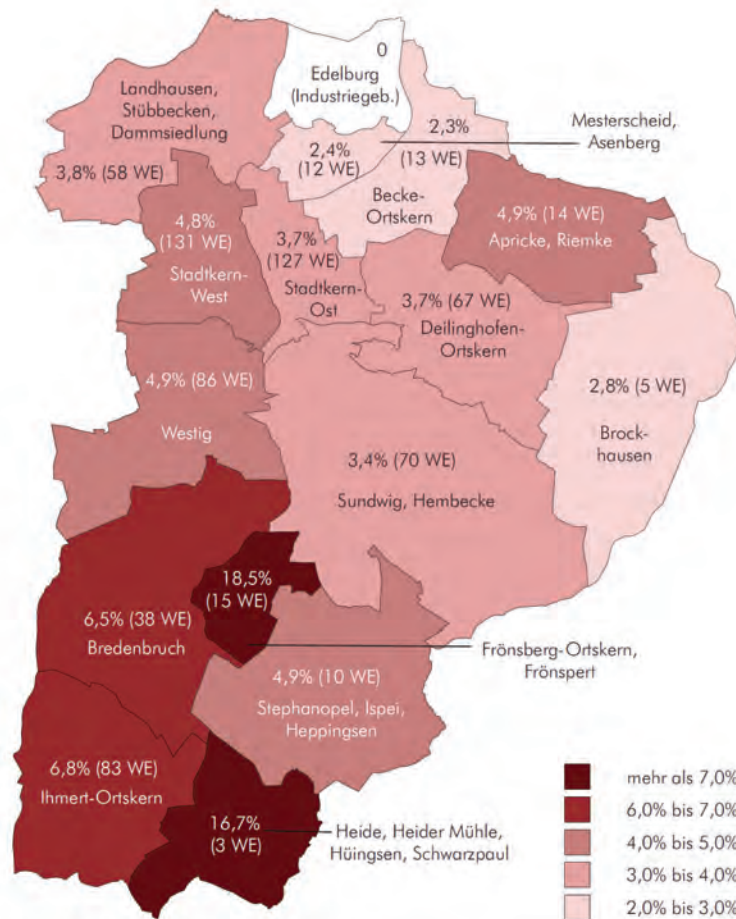 0
Edelburg
(Industriegeb.)
Landhausen,
Stübbecken,
Dammsiedlung
3,8% (58 WE)
2,4%
(12 WE)
2,3%
(13 WE)
Becke-
Ortskern
Mesterscheid,
Asenberg
4,8%
(131 WE)
Stadtkern-
West
3,7%
(127 WE)
Stadtkern-
Ost
4,9% (14 WE)
Apricke, Riemke
3,7% (67 WE)
Deilinghofen-
Ortskern
4,9% (86 WE)
Westig
2,8% (5 WE)
Brock-
hausen
3,4% (70 WE)
Sundwig, Hembecke
18,5%
(15 WE)
6,5% (38 WE)
Bredenbruch
Frönsberg-Ortskern,
Frönspert
4,9% (10 WE)
Stephanopel, Ispei,
Heppingsen
6,8% (83 WE)
Ihmert-Ortskern
16,7%
(3 WE)
Heide, Heider Mühle,
Hüingsen, Schwarzpaul
mehr als 7,0%
6,0% bis 7,0%
4,0% bis 5,0%
3,0% bis 4,0%
2,0% bis 3,0%